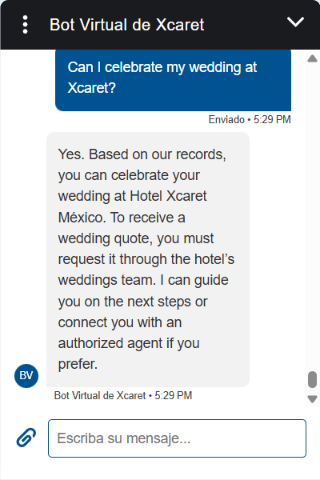 Bot Virtual de Xcaret
Can I celebrate my wedding at
Xcaret?
Enviado • 5:29 PM
Yes. Based on our records,
you can celebrate your
wedding at Hotel Xcaret
México. To receive a
wedding quote, you must
request it through the hotel’s
weddings team. I can guide
you on the next steps or
connect you with an
authorized agent if you
prefer.
BV
Bot Virtual de Xcaret • 5:29 PM
Escriba su mensaje...